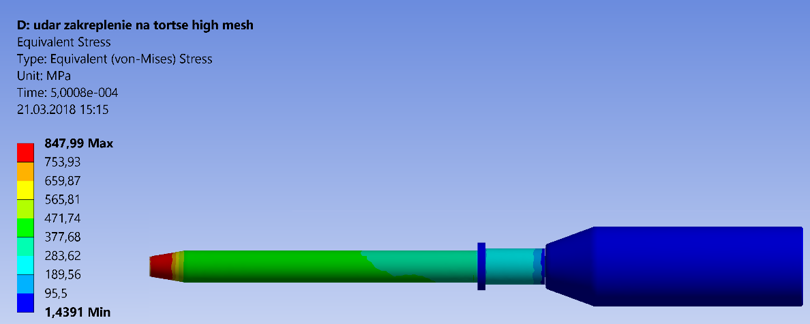 D: udar zakreplenie na tortse high mesh
Equivalent Stress
Type: Equivalent (von-Mises) Stress
Unit: MPa
Time: 5,0008e-004
21.03.2018 15:15
847,99 Max
753,93
659,87
565,81
471,74
377,68
283,62
189,56
95,5
1,4391 Min